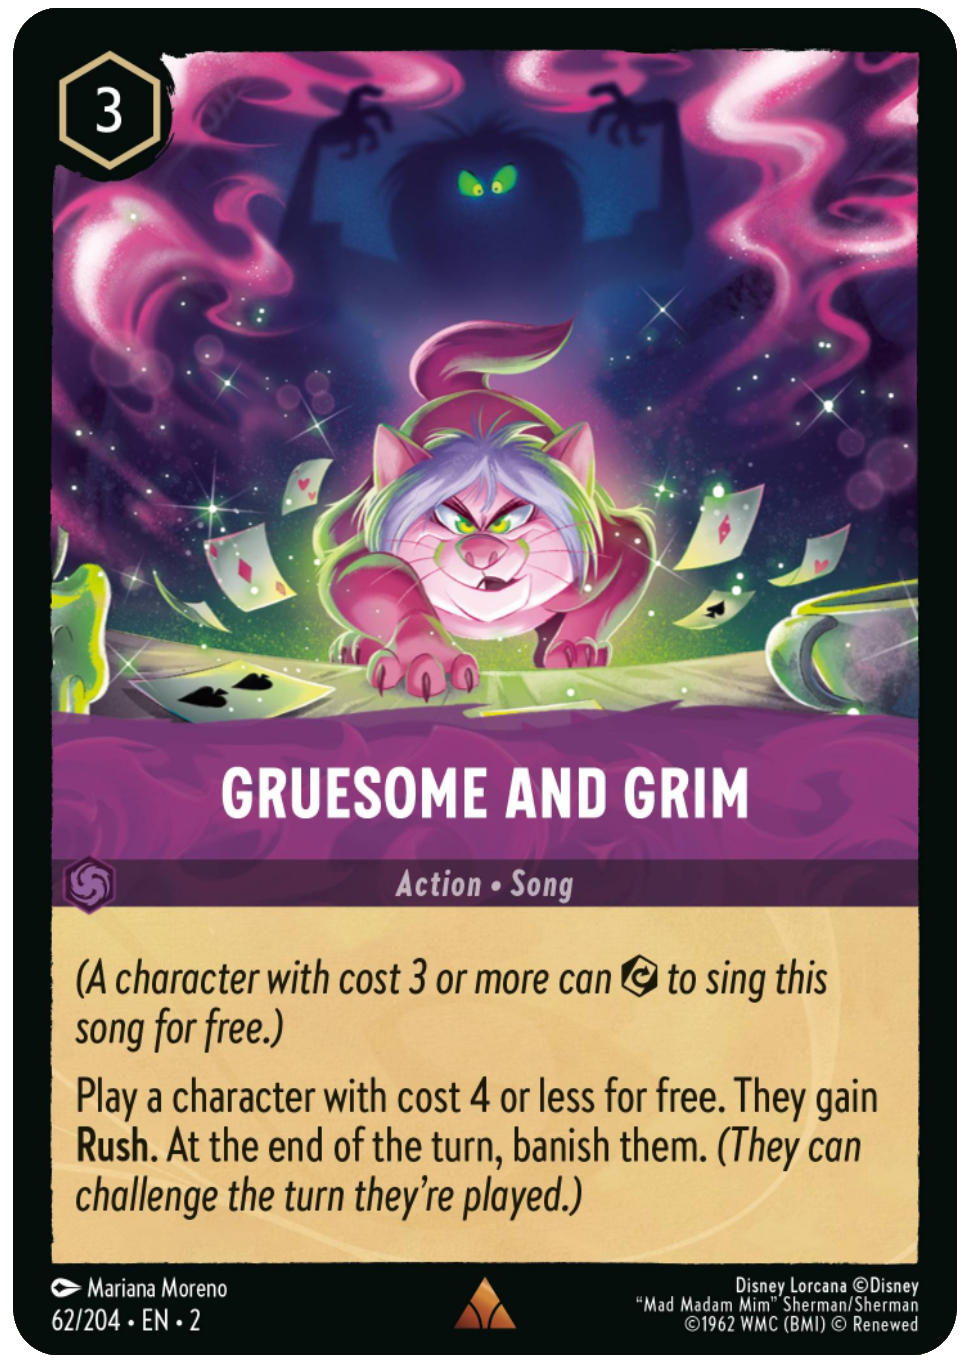 3
GRUESOME AND GRIM
Action • Song
(A character with cost 3 or more can to sing this
song for free.)
Play a character with cost 4 or less for free. They gain
Rush. At the end of the turn, banish them. (They can
challenge the turn they're played.)
Mariana Moreno
62/204 • EN • 2
Disney Lorcana ©Disney
“Mad Madam Mim” Sherman/Sherman
©1962 WMC (BMI) © Renewed